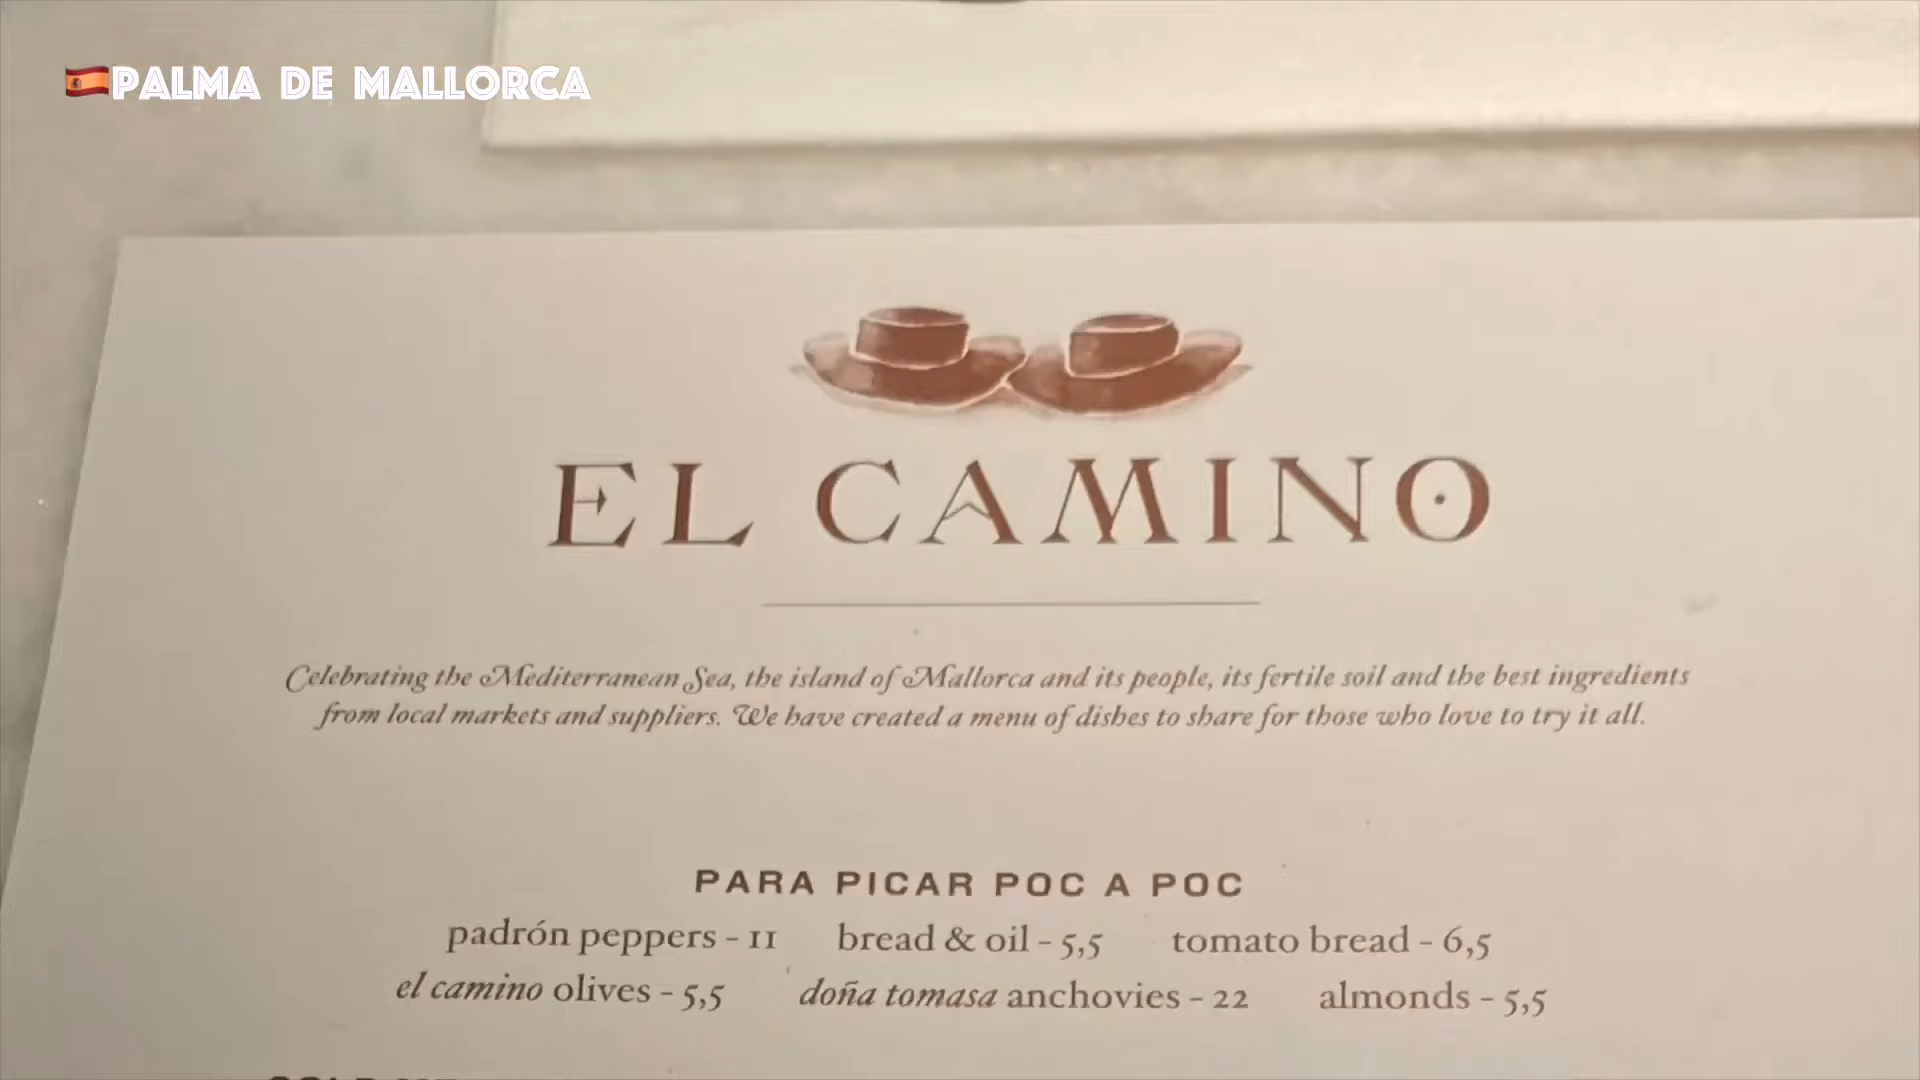 PALMA DE MALLORCA
EL CAMINO
Celebrating the Mediterranean Sea, the island of Mallorca and its people, its fertile soil and the best ingredients
from local markets and suppliers. We have created a menu of dishes to share for those who love to try it all.
PARA PICAR POC A POC
padrón peppers - 11 bread & oil - 5,5 tomato bread - 6,5
el camino olives - 5,5 doña tomasa anchovies - 22 almonds - 5,5